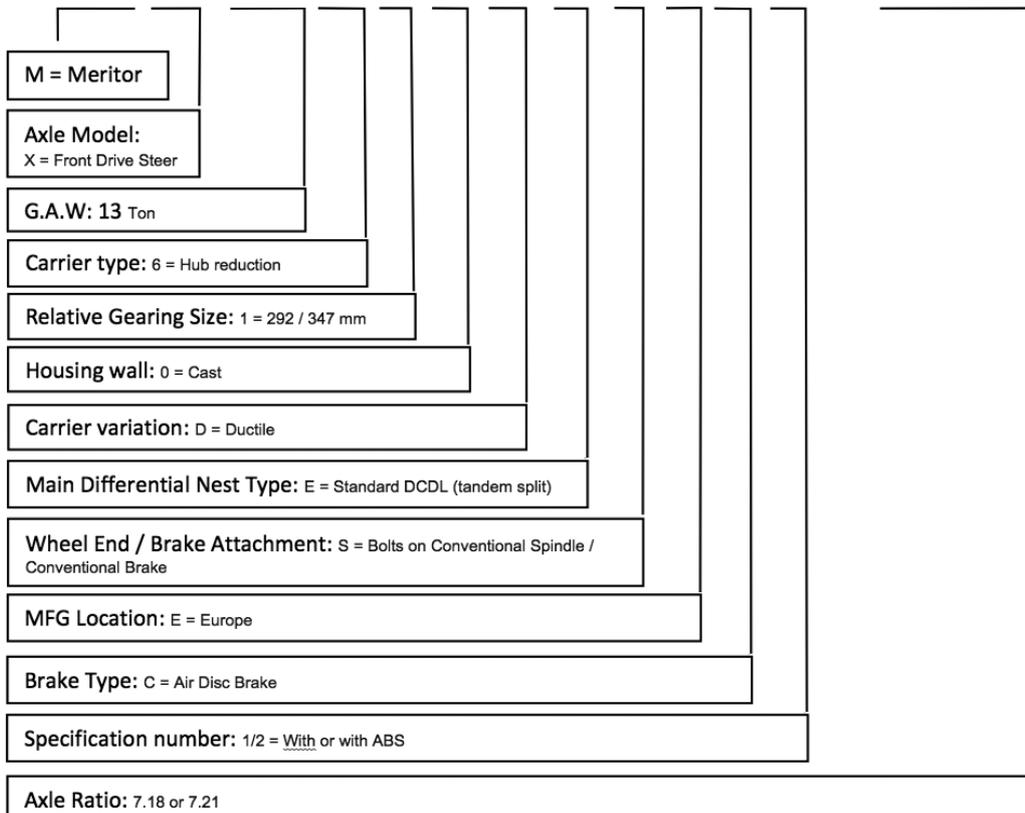 M = Meritor
Axle Model:
X = Front Drive Steer
G.A.W: 13 Ton
Carrier type: 6 = Hub reduction
Relative Gearing Size: 1 = 292 / 347 mm
Housing wall: 0 = Cast
Carrier variation: D = Ductile
Main Differential Nest Type: E = Standard DCDL (tandem split)
Wheel End / Brake Attachment: S = Bolts on Conventional Spindle /
Conventional Brake
MFG Location: E = Europe
Brake Type: C = Air Disc Brake
Specification number: 1/2 = With or with ABS
Axle Ratio: 7.18 or 7.21